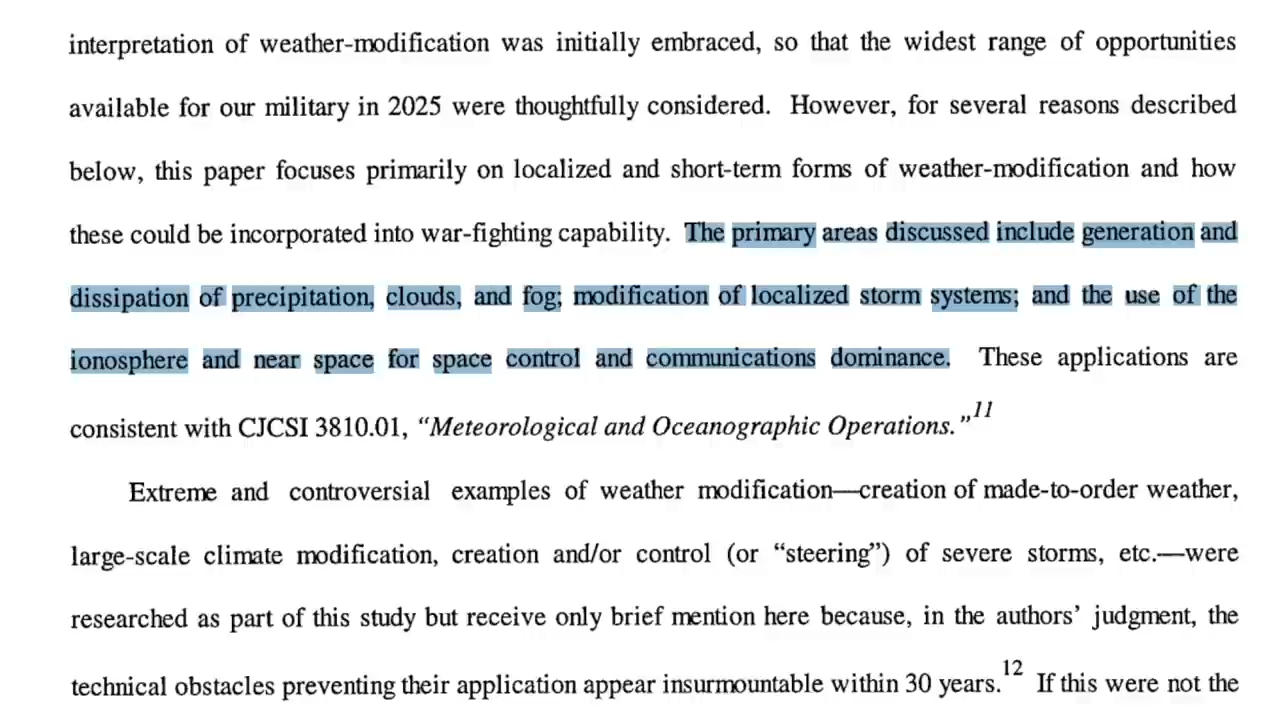 interpretation of weather-modification was initially embraced, so that the widest range of opportunities
available for our military in 2025 were thoughtfully considered. However, for several reasons described
below, this paper focuses primarily on localized and short-term forms of weather-modification and how
these could be incorporated into war-fighting capability. The primary areas discussed include generation and
dissipation of precipitation, clouds, and fog; modification of localized storm systems; and the use of the
ionosphere and near space for space control and communications dominance. These applications are
consistent with CJCSI 3810.01, “Meteorological and Oceanographic Operations.”11
Extreme and controversial examples of weather modification—creation of made-to-order weather,
large-scale climate modification, creation and/or control (or “steering”) of severe storms, etc.—were
researched as part of this study but receive only brief mention here because, in the authors’ judgment, the
technical obstacles preventing their application appear insurmountable within 30 years.12 If this were not the